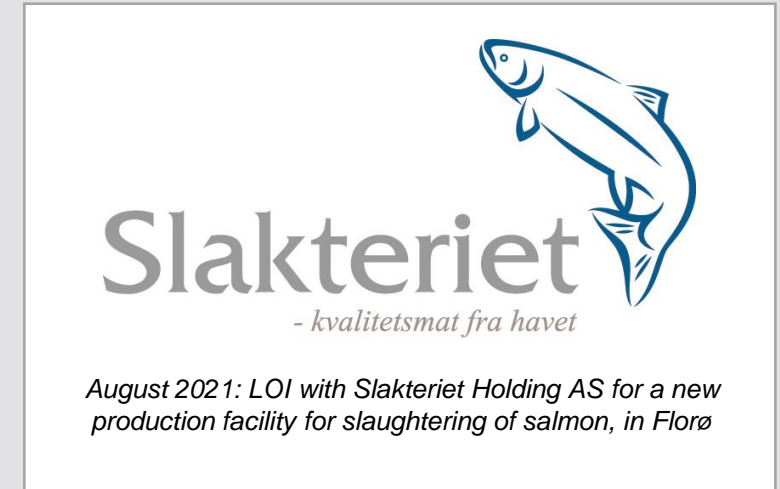 Slakteriet
- kvalitetsmat fra havet
August 2021: LOI with Slakteriet Holding AS for a new
production facility for slaughtering of salmon, in Florø